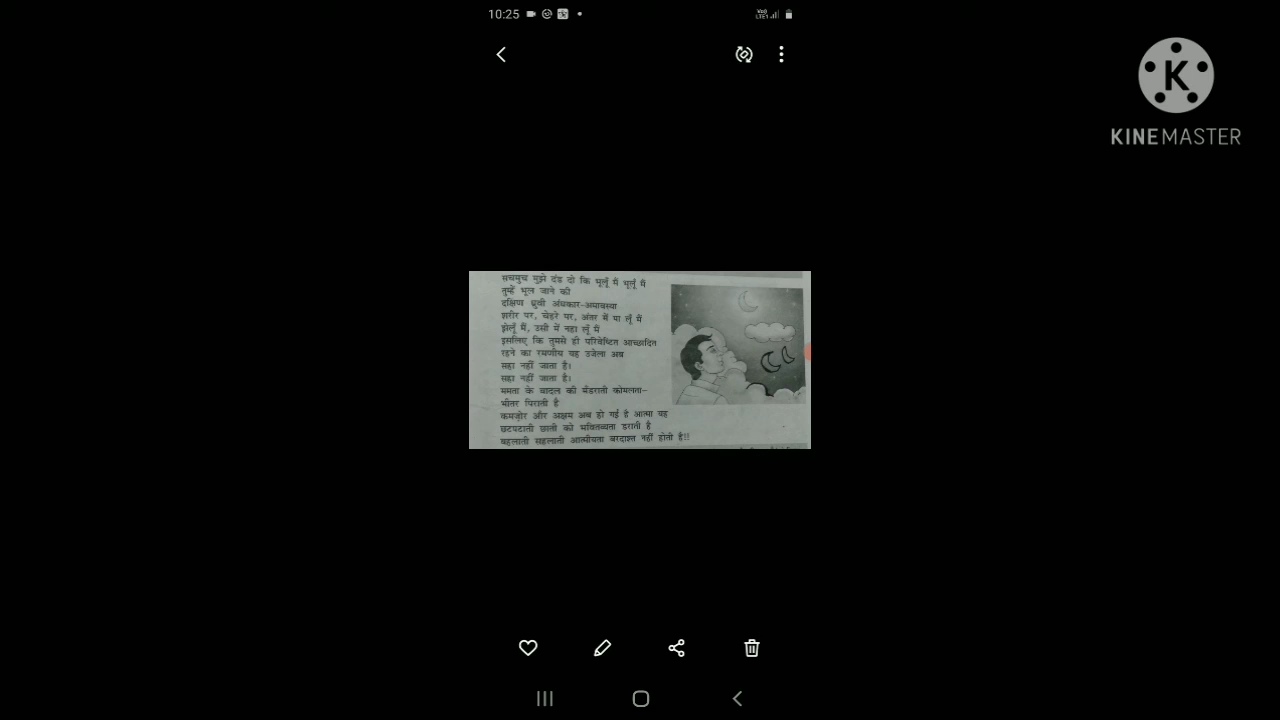 10:25
VoD
LTE1
KINEMASTER
सचमुच मुझे दंड दो कि भूलूँ मैं भूलूँ मैं
तुम्हें भूल जाने की
दक्षिण ध्रुवी अंधकार-अमावस्या
शरीर पर, चेहरे पर, अंतर में पा लूँ मैं
झेलूँ मैं, उसी में नहा लूँ मैं
इसलिए कि तुमसे ही परिवेष्टित आच्छादित
रहने का रमणीय यह उजेला अब
सहा नहीं जाता है।
सहा नहीं जाता है।
ममता के बादल की मँडराती कोमलता-
भीतर पिराती है
कमज़ोर और अक्षम अब हो गई है आत्मा यह
छटपटाती छाती को भवितव्यता डराती है
बहलाती सहलाती आत्मीयता बरदाश्त नहीं होती है!!